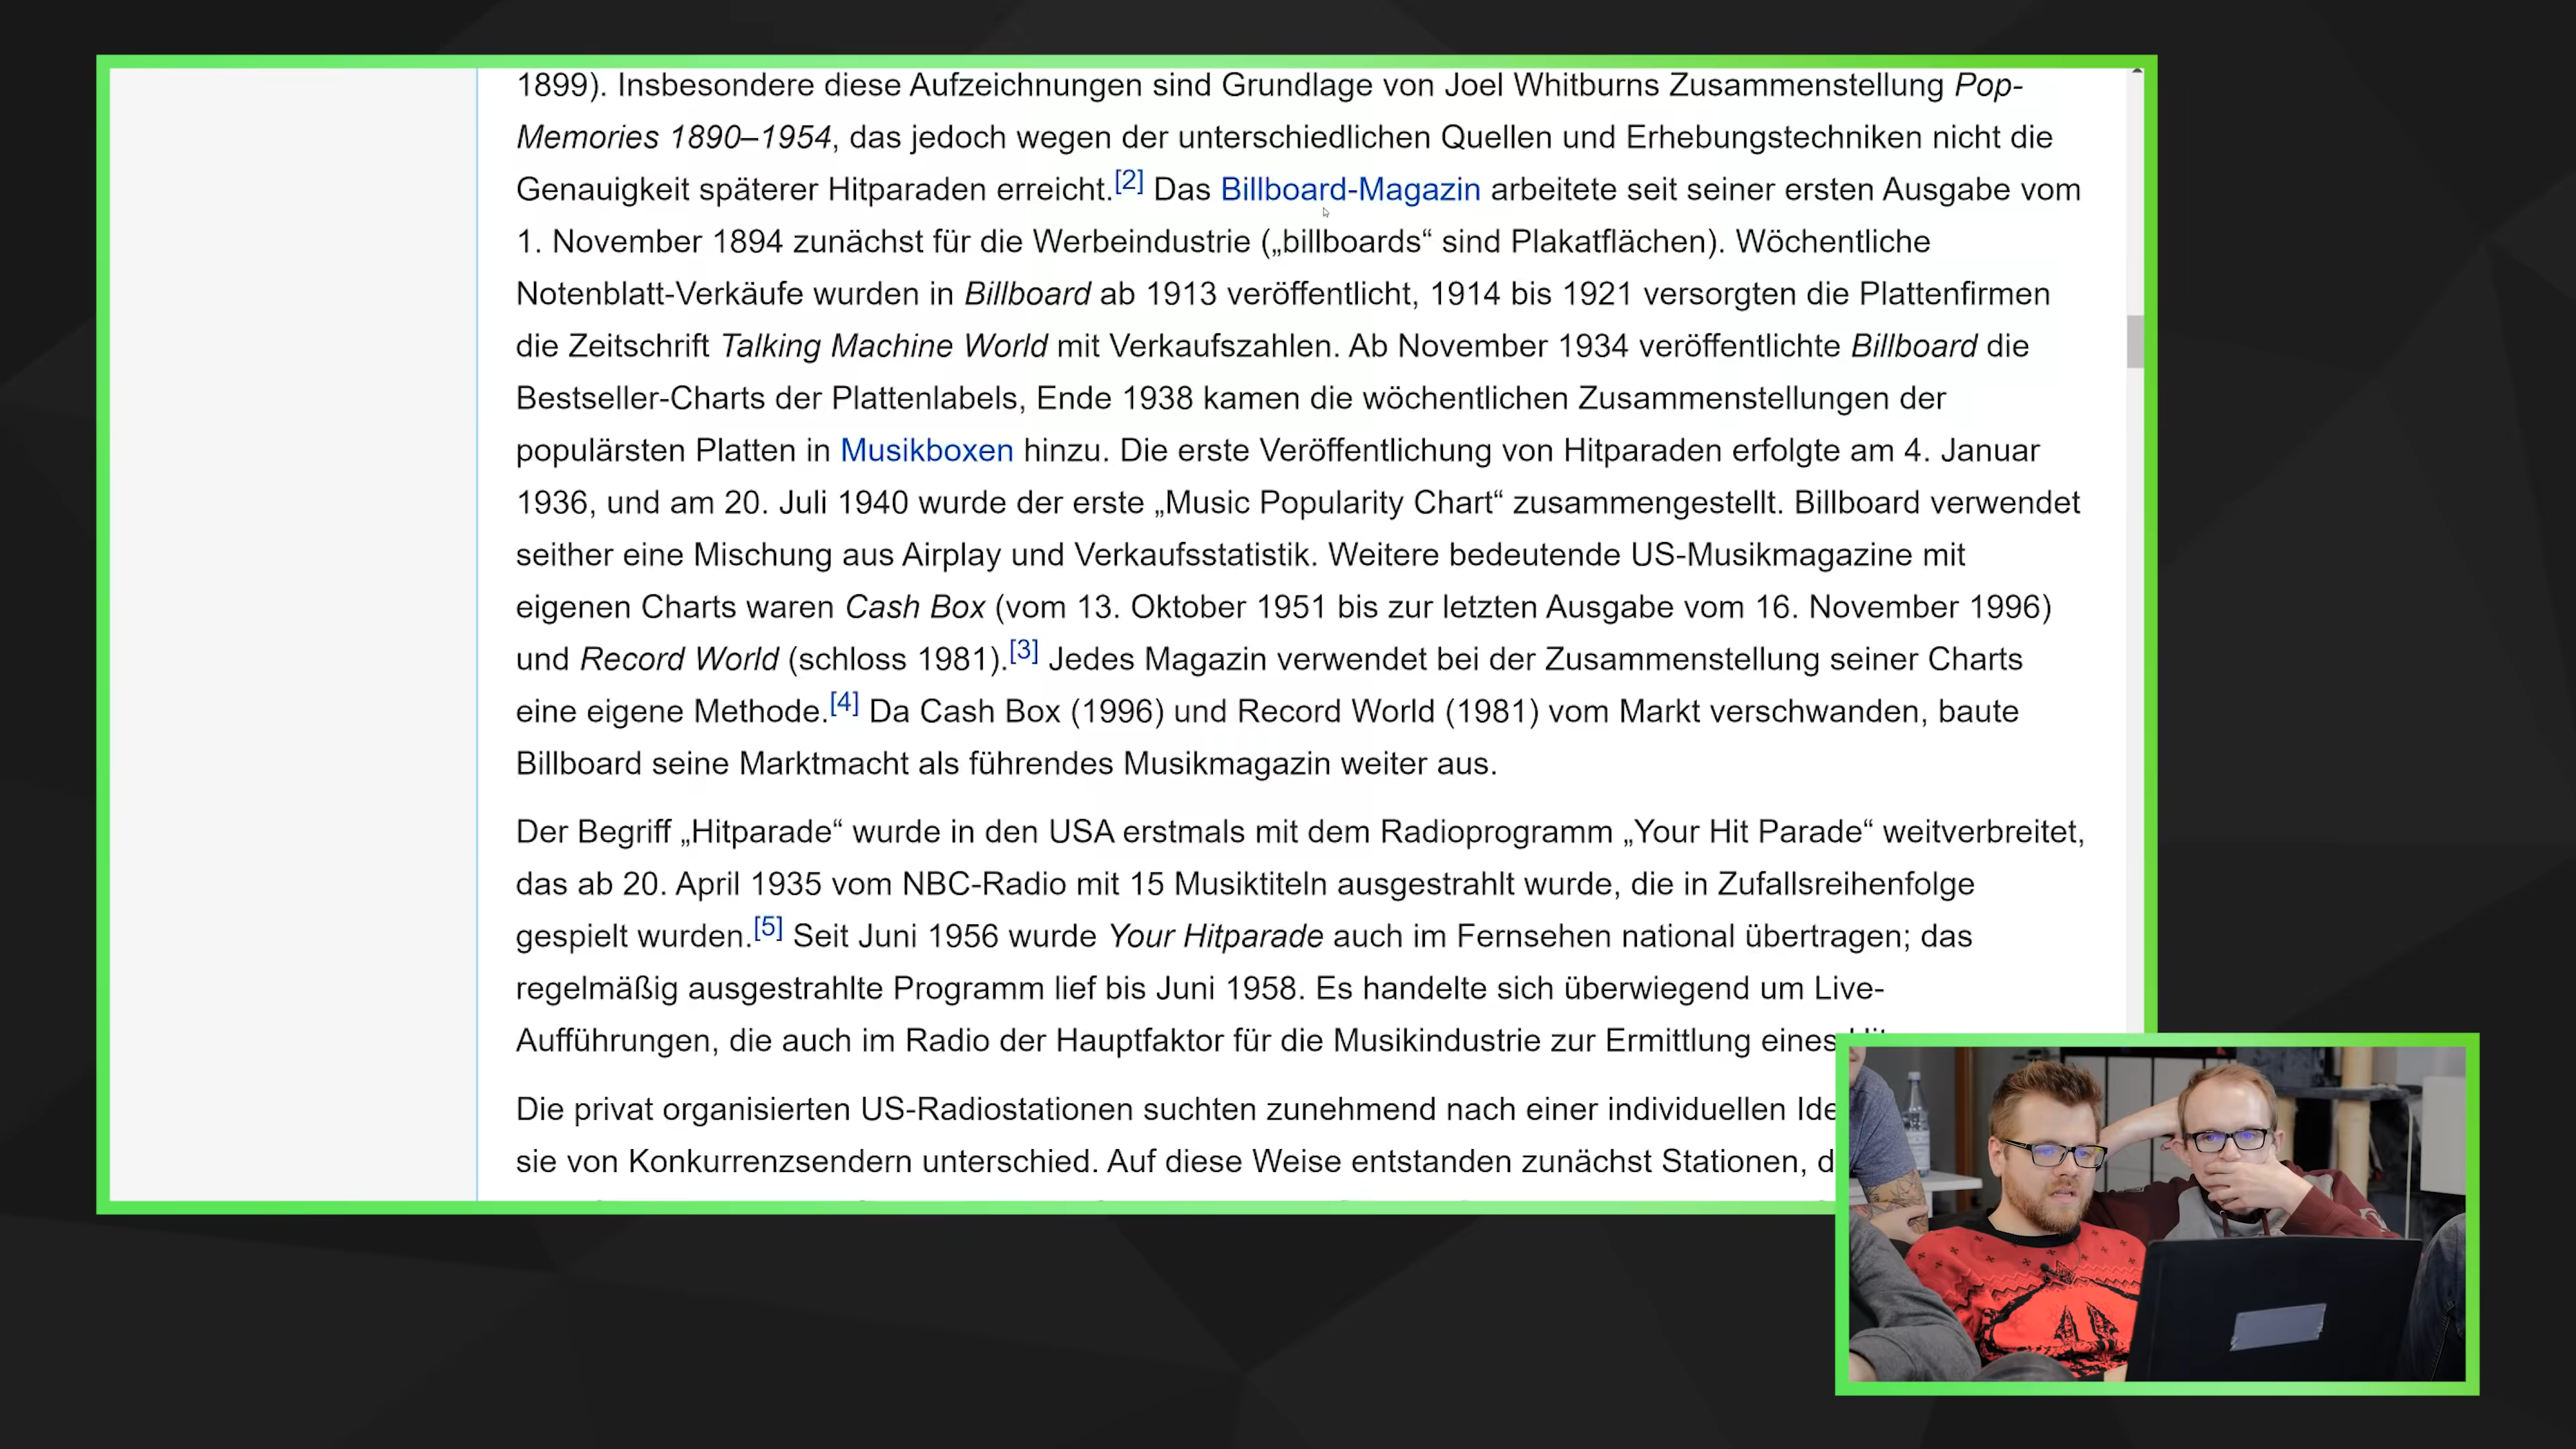 1899). Insbesondere diese Aufzeichnungen sind Grundlage von Joel Whitburns Zusammenstellung Pop-
Memories 1890–1954, das jedoch wegen der unterschiedlichen Quellen und Erhebungstechniken nicht die
Genauigkeit späterer Hitparaden erreicht.[2] Das Billboard-Magazin arbeitete seit seiner ersten Ausgabe vom
1. November 1894 zunächst für die Werbeindustrie („billboards“ sind Plakatflächen). Wöchentliche
Notenblatt-Verkäufe wurden in Billboard ab 1913 veröffentlicht, 1914 bis 1921 versorgten die Plattenfirmen
die Zeitschrift Talking Machine World mit Verkaufszahlen. Ab November 1934 veröffentlichte Billboard die
Bestseller-Charts der Plattenlabels, Ende 1938 kamen die wöchentlichen Zusammenstellungen der
populärsten Platten in Musikboxen hinzu. Die erste Veröffentlichung von Hitparaden erfolgte am 4. Januar
1936, und am 20. Juli 1940 wurde der erste „Music Popularity Chart“ zusammengestellt. Billboard verwendet
seither eine Mischung aus Airplay und Verkaufsstatistik. Weitere bedeutende US-Musikmagazine mit
eigenen Charts waren Cash Box (vom 13. Oktober 1951 bis zur letzten Ausgabe vom 16. November 1996)
und Record World (schloss 1981).[3] Jedes Magazin verwendet bei der Zusammenstellung seiner Charts
eine eigene Methode.[4] Da Cash Box (1996) und Record World (1981) vom Markt verschwanden, baute
Billboard seine Marktmacht als führendes Musikmagazin weiter aus.
Der Begriff „Hitparade“ wurde in den USA erstmals mit dem Radioprogramm „Your Hit Parade“ weitverbreitet,
das ab 20. April 1935 vom NBC-Radio mit 15 Musiktiteln ausgestrahlt wurde, die in Zufallsreihenfolge
gespielt wurden.[5] Seit Juni 1956 wurde Your Hitparade auch im Fernsehen national übertragen; das
regelmäßig ausgestrahlte Programm lief bis Juni 1958. Es handelte sich überwiegend um Live-
Aufführungen, die auch im Radio der Hauptfaktor für die Musikindustrie zur Ermittlung eines
Die privat organisierten US-Radiostationen suchten zunehmend nach einer individuellen Ide
sie von Konkurrenzsendern unterschied. Auf diese Weise entstanden zunächst Stationen, d